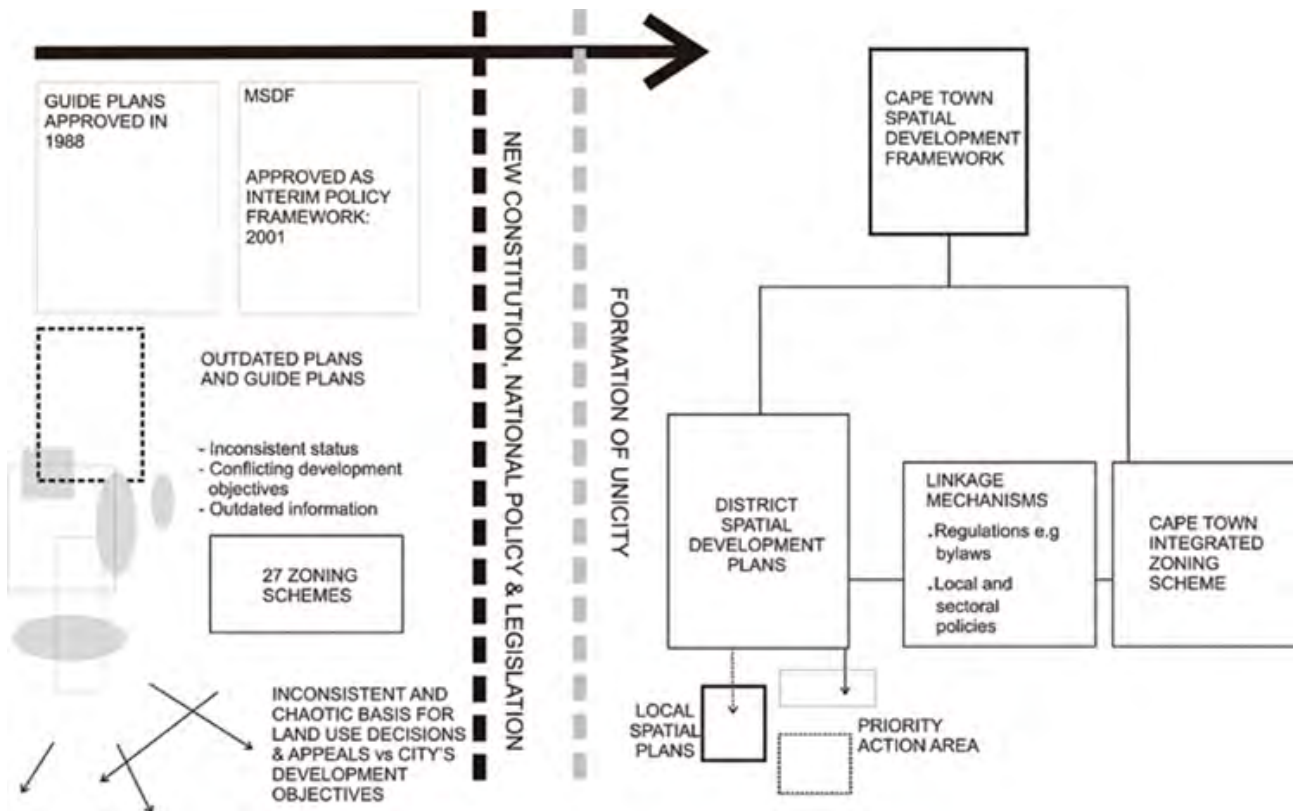 GUIDE PLANS
APPROVED IN
1988
MSDF
APPROVED AS
INTERIM POLICY
FRAMEWORK:
2001
OUTDATED PLANS
AND GUIDE PLANS
- Inconsistent status
- Conflicting development
objectives
- Outdated information
27 ZONING
SCHEMES
INCONSISTENT AND
CHAOTIC BASIS FOR
LAND USE DECISIONS
& APPEALS vs CITY'S
DEVELOPMENT
OBJECTIVES
NEW CONSTITUTION, NATIONAL POLICY & LEGISLATION
FORMATION OF UNICITY
CAPE TOWN
SPATIAL
DEVELOPMENT
FRAMEWORK
DISTRICT
SPATIAL
DEVELOPMENT
PLANS
LINKAGE
MECHANISMS
.Regulations e.g
bylaws
.Local and
sectoral
policies
CAPE TOWN
INTEGRATED
ZONING
SCHEME
LOCAL
SPATIAL
PLANS
PRIORITY
ACTION AREA